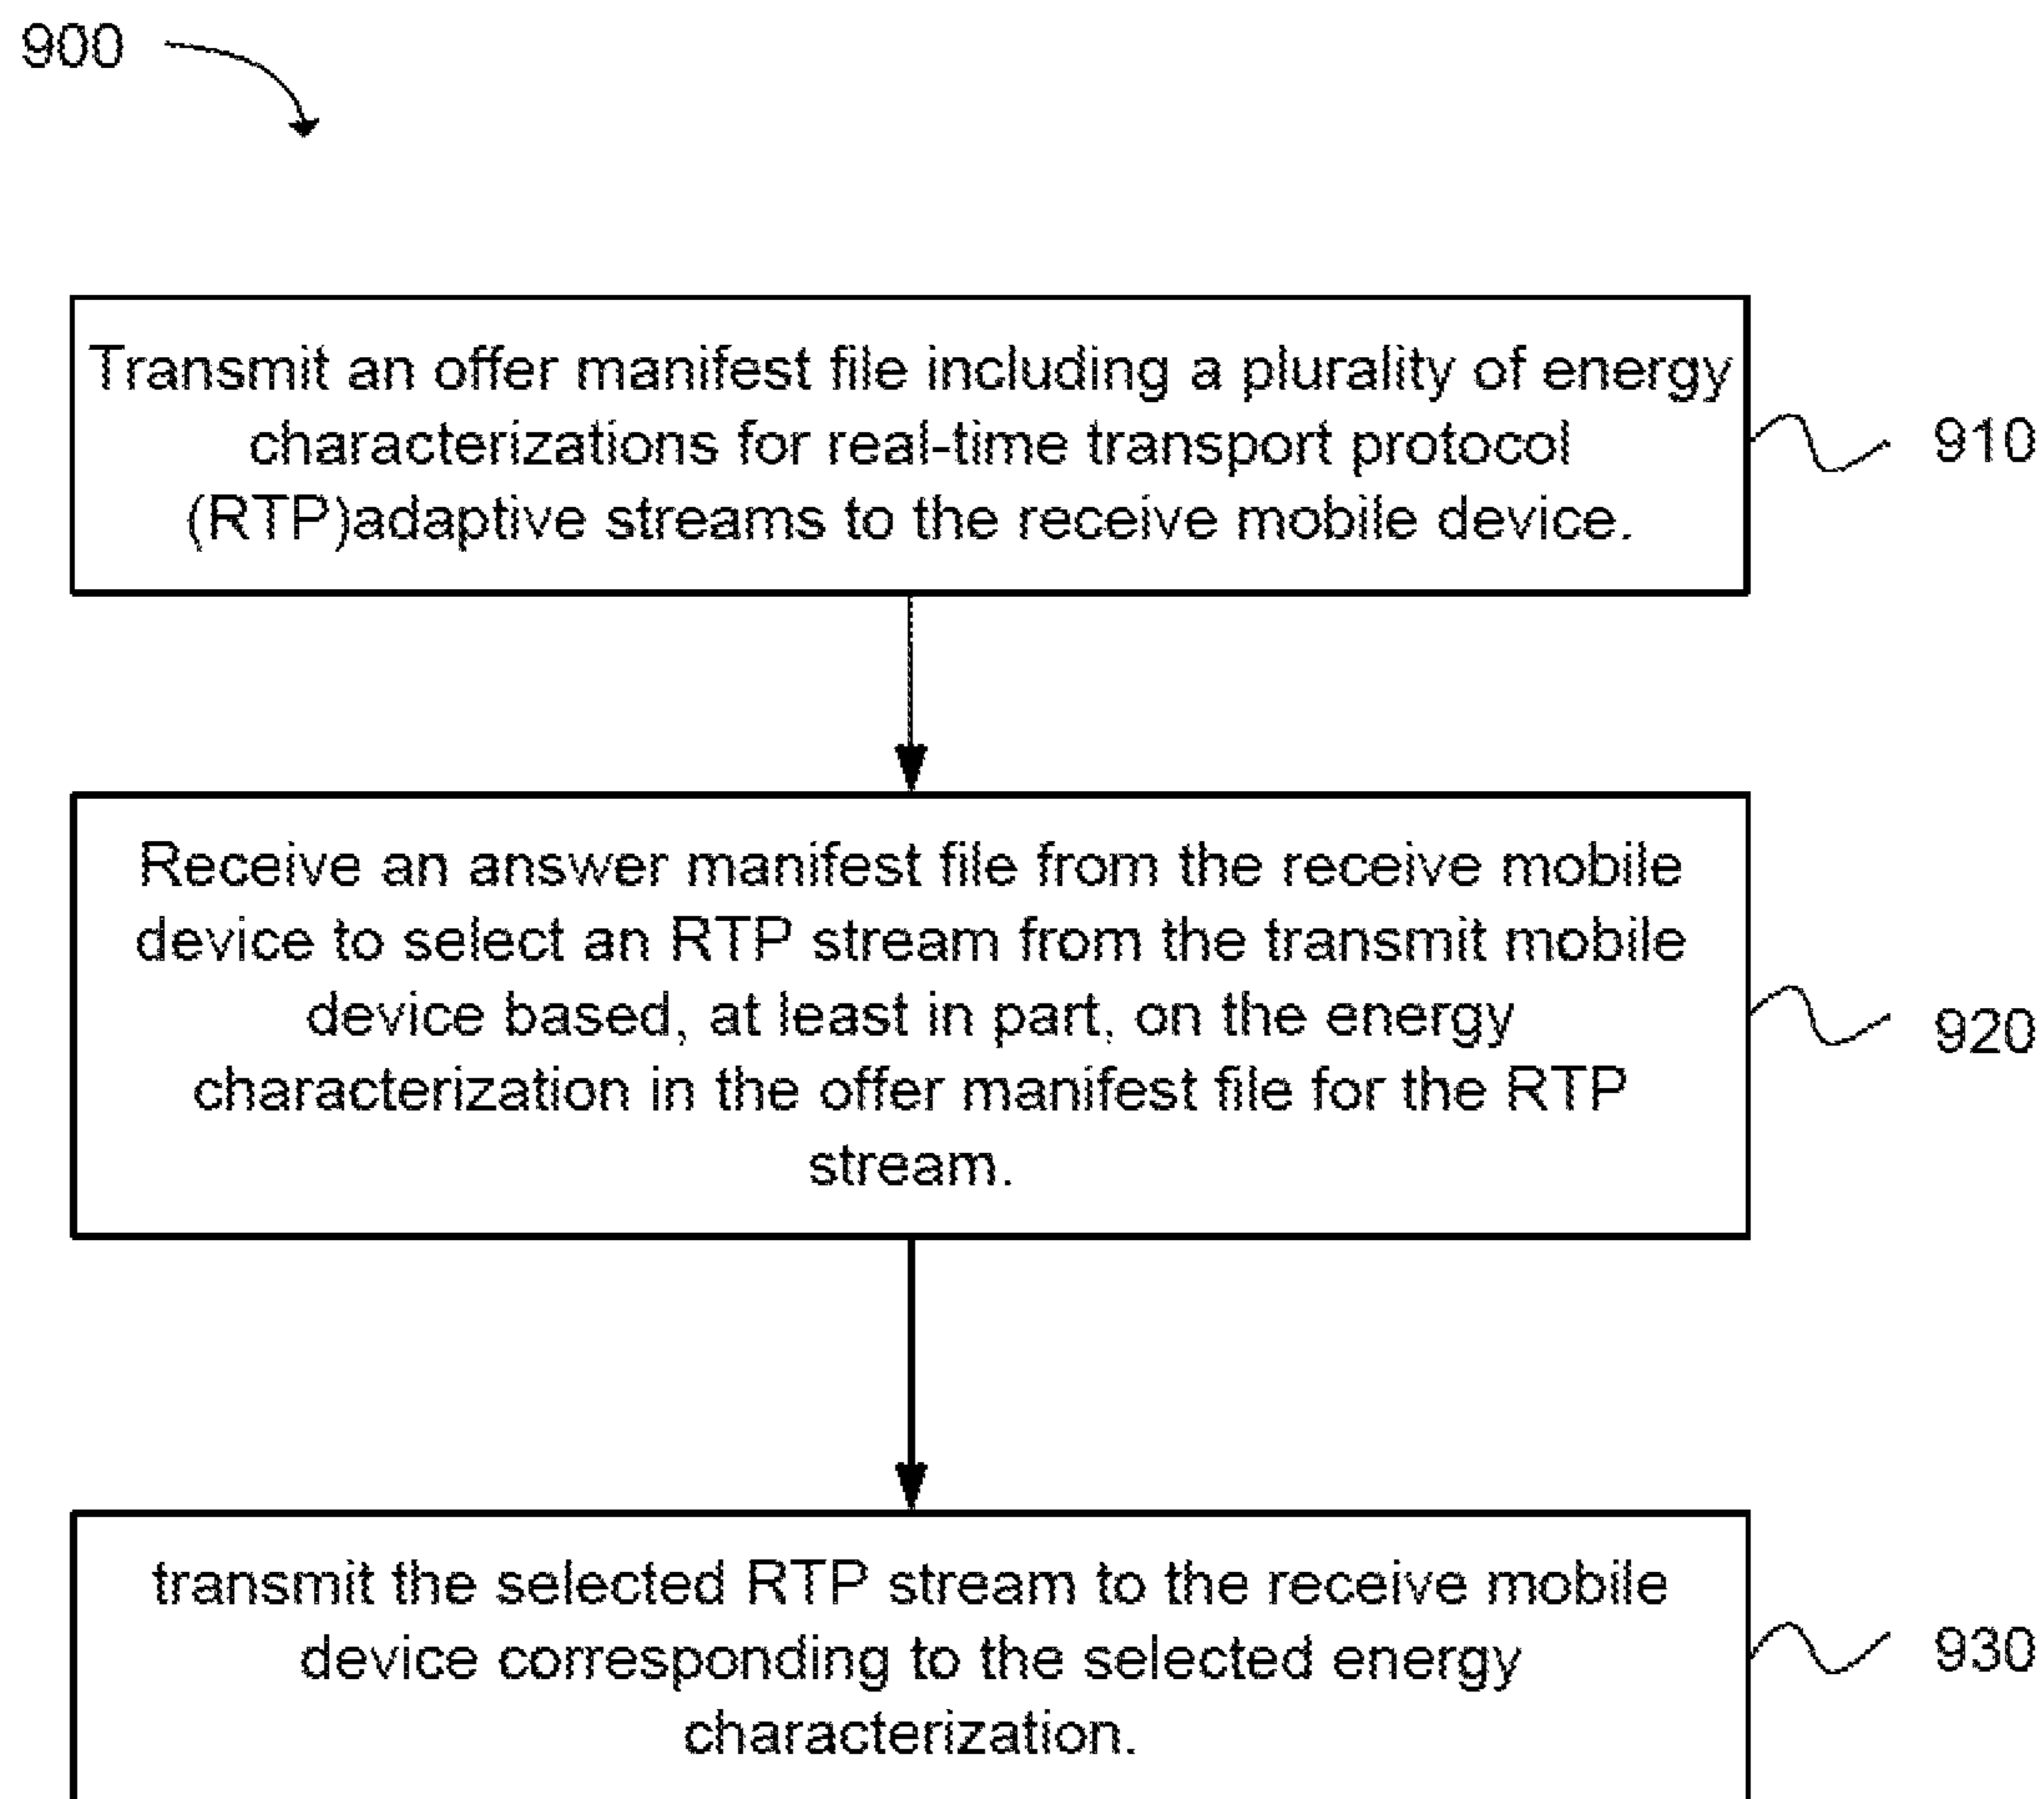 900
Transmit an offer manifest file including a plurality of energy
characterizations for real-time transport protocol
(RTP)adaptive streams to the receive mobile device.
910
Receive an answer manifest file from the receive mobile
device to select an RTP stream from the transmit mobile
device based, at least in part, on the energy
characterization in the offer manifest file for the RTP
stream.
920
transmit the selected RTP stream to the receive mobile
device corresponding to the selected energy
characterization.
930